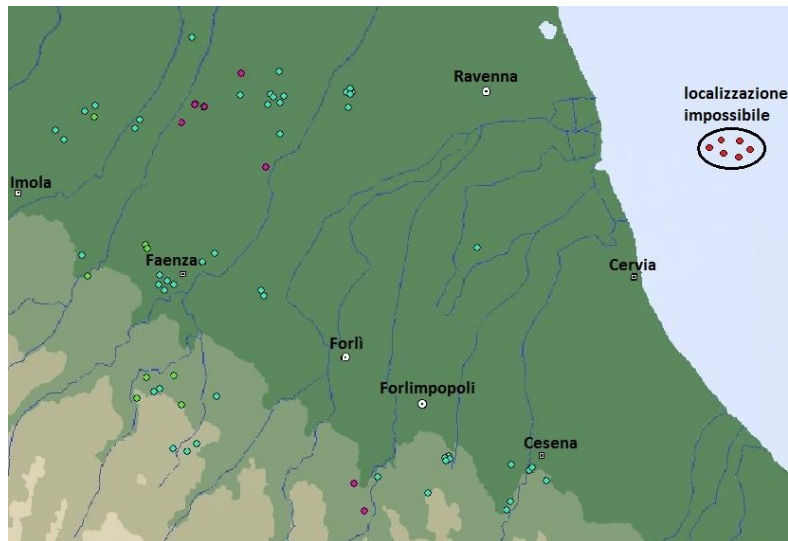 Ravenna
localizzazione
impossibile
Imola
Faenza
Cervia
Forlì
Forlimpopoli
Cesena